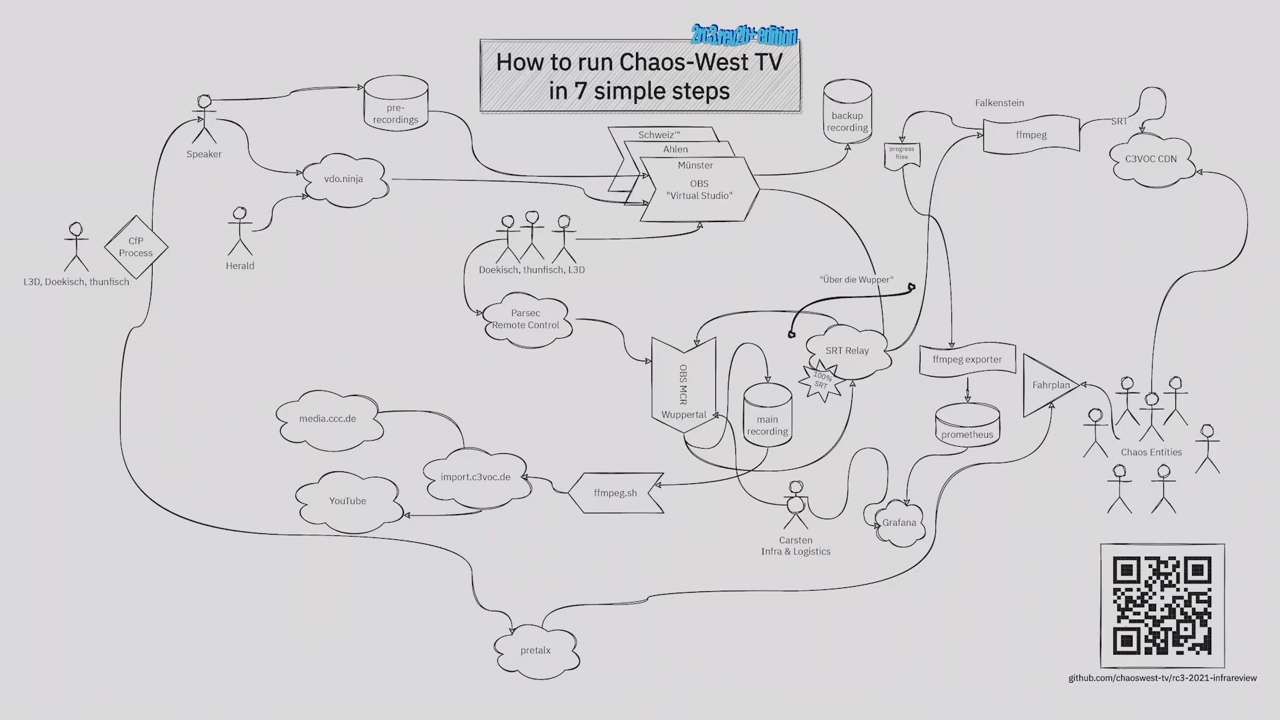 2rc3.rev2b+ edition
How to run Chaos-West TV
in 7 simple steps
pre-
recordings
backup
recording
Falkenstein
SRT
ffmpeg
Speaker
Schweiz™
Ahlen
Münster
OBS
"Virtual Studio"
progress
files
C3VOC CDN
vdo.ninja
CfP
Process
Herald
L3D, Doekisch, thunfisch
Doekisch, thunfisch, L3D
"Über die Wupper"
Parsec
Remote Control
SRT Relay
100%
SRT
ffmpeg exporter
Fahrplan
OBS MCR
Wuppertal
main
recording
prometheus
Chaos Entities
media.ccc.de
import.c3voc.de
YouTube
ffmpeg.sh
Grafana
Carsten
Infra & Logistics
pretalx
github.com/chaoswest-tv/rc3-2021-infrareview